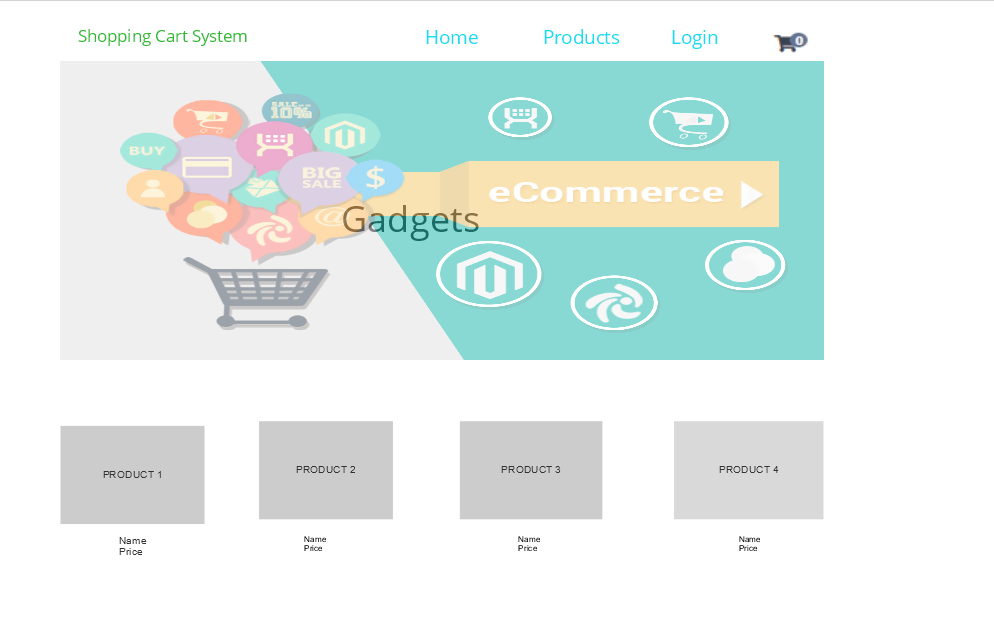 Shopping Cart System
Home
Products
Login
0
SALE
10%
BUY
BIG
SALE
$
@
eCommerce
Gadgets
PRODUCT 1
PRODUCT 2
PRODUCT 3
PRODUCT 4
Name
Price
Name
Price
Name
Price
Name
Price